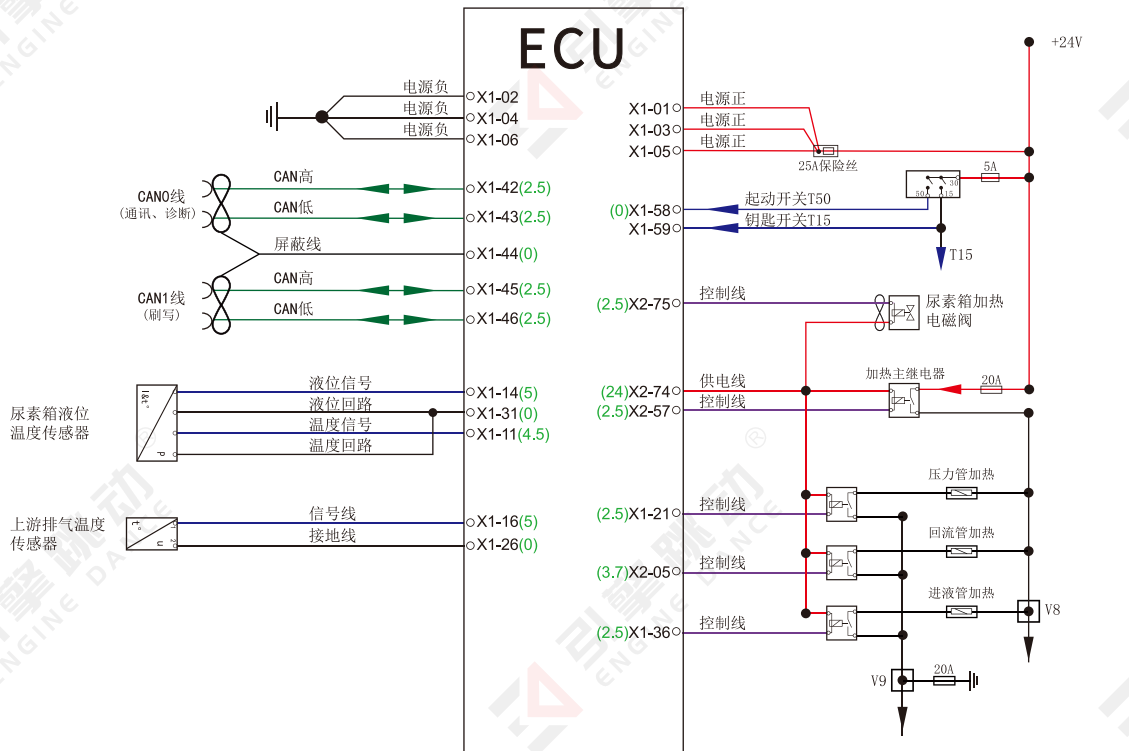 ECU
电源负
X1-02
电源负
X1-04
电源负
X1-06
CAN高
X1-42(2.5)
CAN0线
(通讯、诊断)
CAN低
X1-43(2.5)
屏蔽线
X1-44(0)
CAN高
X1-45(2.5)
CAN1线
(刷写)
CAN低
X1-46(2.5)
尿素箱液位
温度传感器
l&t°
P
液位信号
X1-14(5)
液位回路
X1-31(0)
温度信号
X1-11(4.5)
温度回路
上游排气温度
传感器
t°
u
1
2
信号线
X1-16(5)
接地线
X1-26(0)
+24V
X1-01
电源正
X1-03
电源正
X1-05
电源正
25A保险丝
5A
30
50
15
(0)X1-58
起动开关T50
X1-59
钥匙开关T15
T15
(2.5)X2-75
控制线
尿素箱加热
电磁阀
(24)X2-74
供电线
加热主继电器
20A
(2.5)X2-57
控制线
压力管加热
(2.5)X1-21
控制线
回流管加热
(3.7)X2-05
控制线
进液管加热
(2.5)X1-36
控制线
V8
V9
20A
引擎跳动
ENGINE
DANCE
®